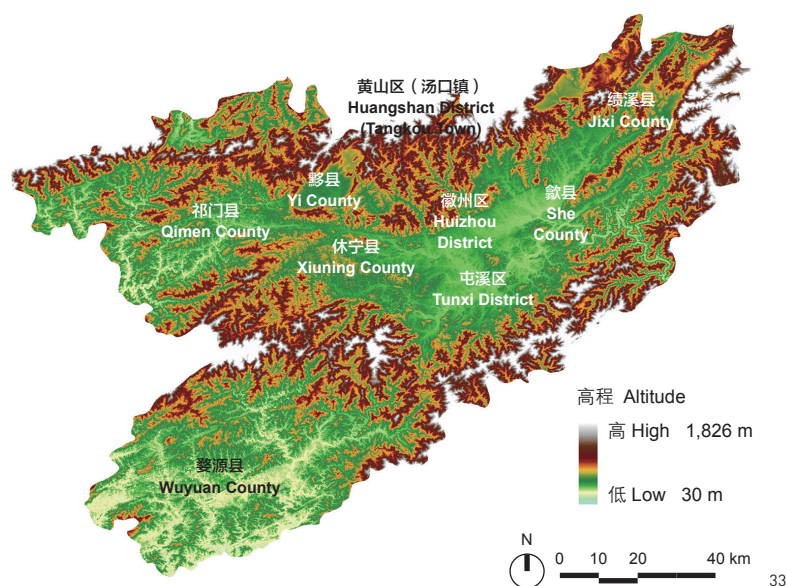 黄山区（汤口镇）
Huangshan District
(Tangkou Town)
绩溪县
Jixi County
黟县
Yi County
徽州区
Huizhou
District
歙县
She
County
祁门县
Qimen County
休宁县
Xiuning County
屯溪区
Tunxi District
婺源县
Wuyuan County
高程 Altitude
高 High 1,826 m
低 Low 30 m
N
0 10 20 40 km
33